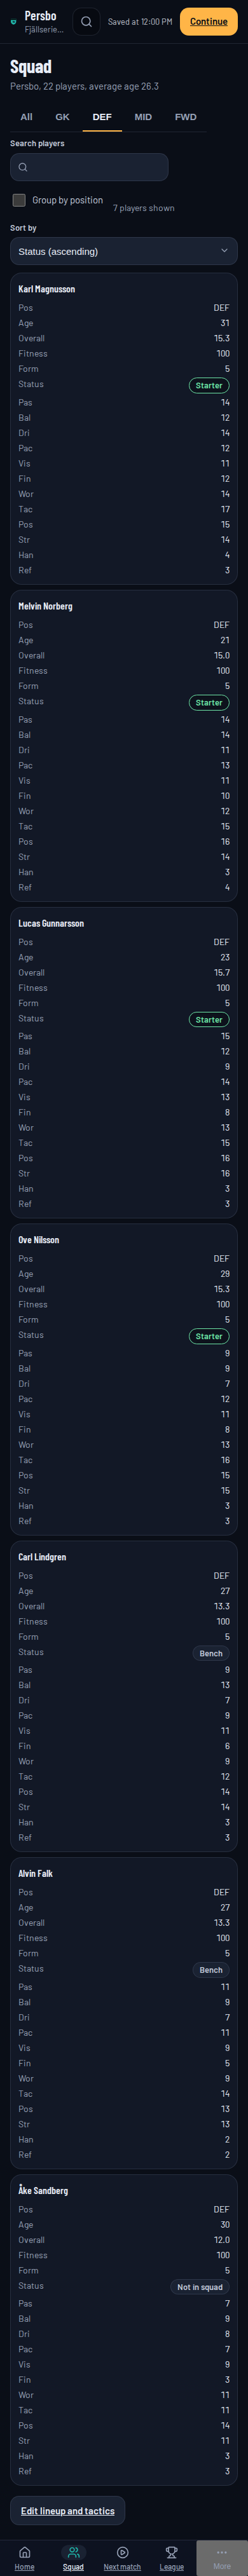 Persbo
Fjällserie...
Saved at 12:00 PM
Continue
Squad
Persbo, 22 players, average age 26.3
All GK DEF MID FWD
Search players
Group by position
7 players shown
Sort by
Status (ascending)
Karl Magnusson
Pos DEF
Age 31
Overall 15.3
Fitness 100
Form 5
Status Starter
Pas 14
Bal 12
Dri 14
Pac 12
Vis 11
Fin 12
Wor 14
Tac 17
Pos 15
Str 14
Han 4
Ref 3
Melvin Norberg
Pos DEF
Age 21
Overall 15.0
Fitness 100
Form 5
Status Starter
Pas 14
Bal 14
Dri 11
Pac 13
Vis 11
Fin 10
Wor 12
Tac 15
Pos 16
Str 14
Han 3
Ref 4
Lucas Gunnarsson
Pos DEF
Age 23
Overall 15.7
Fitness 100
Form 5
Status Starter
Pas 15
Bal 12
Dri 9
Pac 14
Vis 13
Fin 8
Wor 13
Tac 15
Pos 16
Str 16
Han 3
Ref 3
Ove Nilsson
Pos DEF
Age 29
Overall 15.3
Fitness 100
Form 5
Status Starter
Pas 9
Bal 9
Dri 7
Pac 12
Vis 11
Fin 8
Wor 13
Tac 16
Pos 15
Str 15
Han 3
Ref 3
Carl Lindgren
Pos DEF
Age 27
Overall 13.3
Fitness 100
Form 5
Status Bench
Pas 9
Bal 13
Dri 7
Pac 9
Vis 11
Fin 6
Wor 9
Tac 12
Pos 14
Str 14
Han 3
Ref 3
Alvin Falk
Pos DEF
Age 27
Overall 13.3
Fitness 100
Form 5
Status Bench
Pas 11
Bal 9
Dri 7
Pac 11
Vis 9
Fin 5
Wor 9
Tac 14
Pos 13
Str 13
Han 2
Ref 2
Åke Sandberg
Pos DEF
Age 30
Overall 12.0
Fitness 100
Form 5
Status Not in squad
Pas 7
Bal 9
Dri 8
Pac 7
Vis 9
Fin 3
Wor 11
Tac 11
Pos 14
Str 11
Han 3
Ref 3
Edit lineup and tactics
Home Squad Next match League More